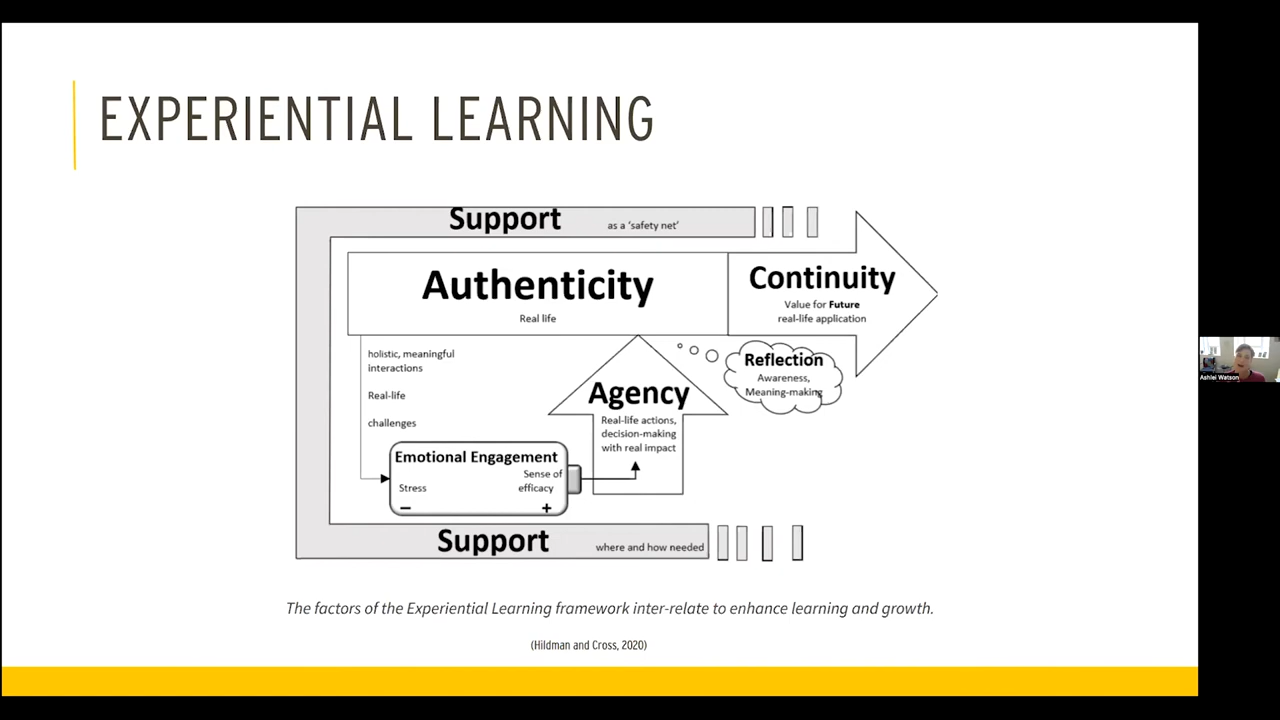 EXPERIENTIAL LEARNING
Support as a 'safety net'
Authenticity
Real life
Continuity
Value for Future
real-life application
holistic, meaningful
interactions
Real-life
challenges
Reflection
Awareness,
Meaning-making
Agency
Real-life actions,
decision-making
with real impact
Emotional Engagement
Sense of
efficacy
Stress
− +
Support where and how needed
The factors of the Experiential Learning framework inter-relate to enhance learning and growth.
(Hildman and Cross, 2020)
Ashlei Watson